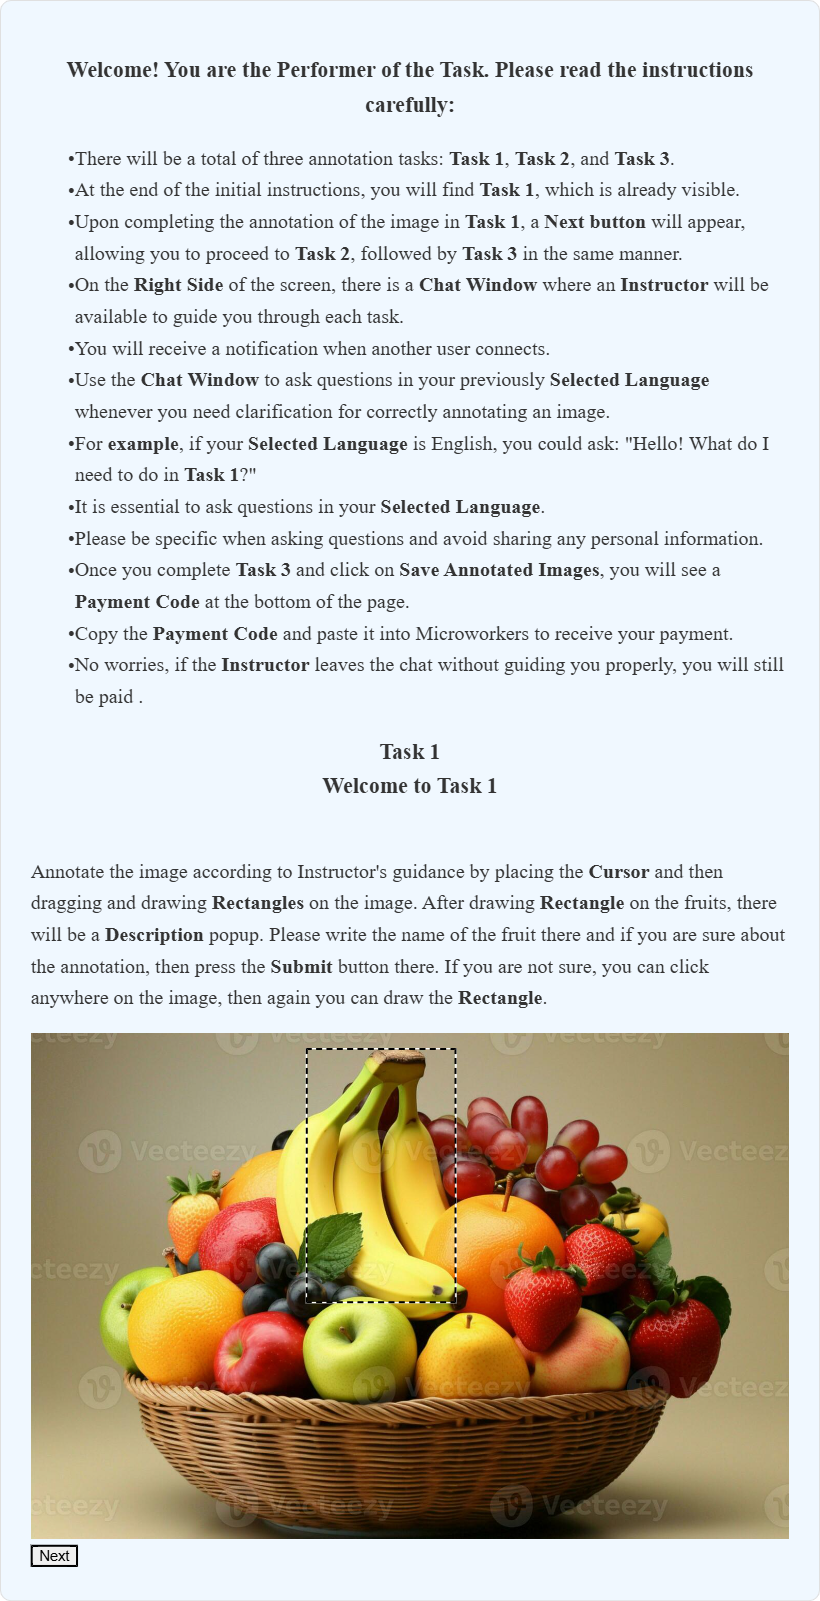 Welcome! You are the Performer of the Task. Please read the instructions
carefully:
•There will be a total of three annotation tasks: Task 1, Task 2, and Task 3.
•At the end of the initial instructions, you will find Task 1, which is already visible.
•Upon completing the annotation of the image in Task 1, a Next button will appear,
allowing you to proceed to Task 2, followed by Task 3 in the same manner.
•On the Right Side of the screen, there is a Chat Window where an Instructor will be
available to guide you through each task.
•You will receive a notification when another user connects.
•Use the Chat Window to ask questions in your previously Selected Language
whenever you need clarification for correctly annotating an image.
•For example, if your Selected Language is English, you could ask: "Hello! What do I
need to do in Task 1?"
•It is essential to ask questions in your Selected Language.
•Please be specific when asking questions and avoid sharing any personal information.
•Once you complete Task 3 and click on Save Annotated Images, you will see a
Payment Code at the bottom of the page.
•Copy the Payment Code and paste it into Microworkers to receive your payment.
•No worries, if the Instructor leaves the chat without guiding you properly, you will still
be paid .
Task 1
Welcome to Task 1
Annotate the image according to Instructor's guidance by placing the Cursor and then
dragging and drawing Rectangles on the image. After drawing Rectangle on the fruits, there
will be a Description popup. Please write the name of the fruit there and if you are sure about
the annotation, then press the Submit button there. If you are not sure, you can click
anywhere on the image, then again you can draw the Rectangle.
Vecteezy
Vecteezy
Vecteezy
Vecteezy
Next